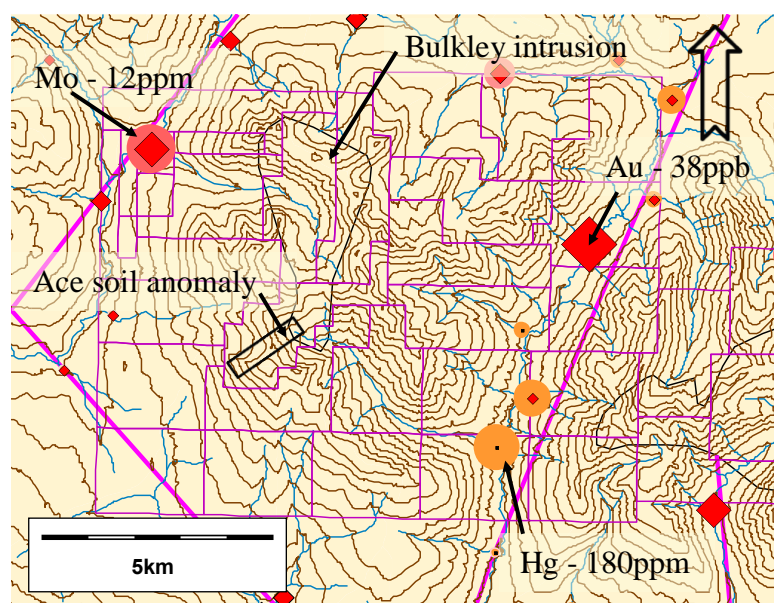 Bulkley intrusion
Mo - 12ppm
Au - 38ppb
Ace soil anomaly
5km
Hg - 180ppm